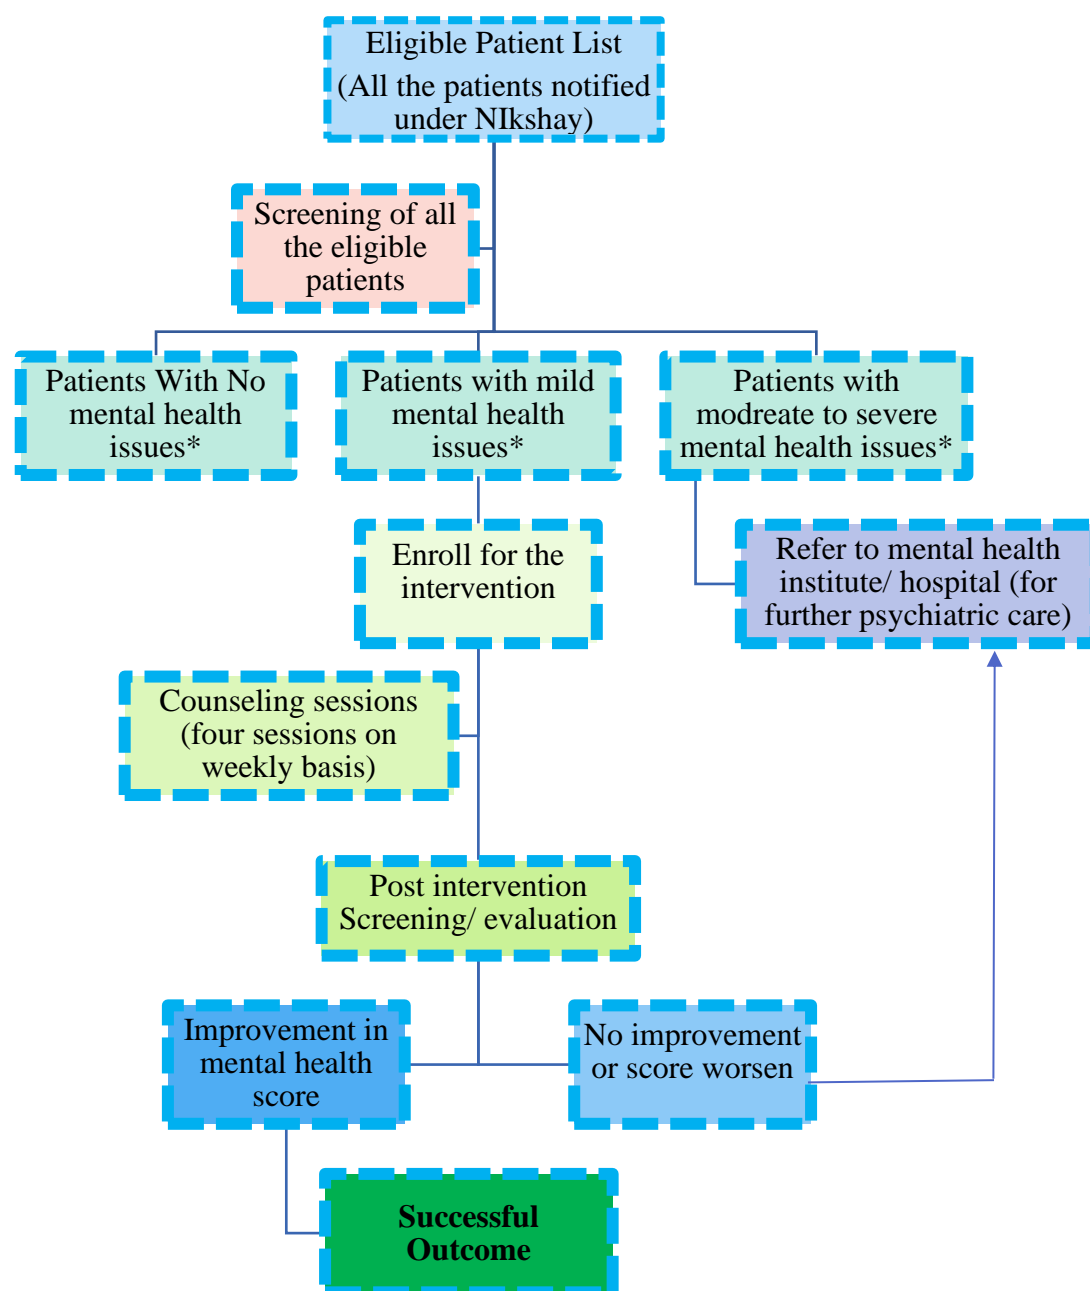 Eligible Patient List
(All the patients notified
under NIkshay)
Screening of all
the eligible
patients
Patients With No
mental health
issues*
Patients with mild
mental health
issues*
Patients with
modreate to severe
mental health issues*
Enroll for the
intervention
Refer to mental health
institute/ hospital (for
further psychiatric care)
Counseling sessions
(four sessions on
weekly basis)
Post intervention
Screening/ evaluation
Improvement in
mental health
score
No improvement
or score worsen
Successful
Outcome